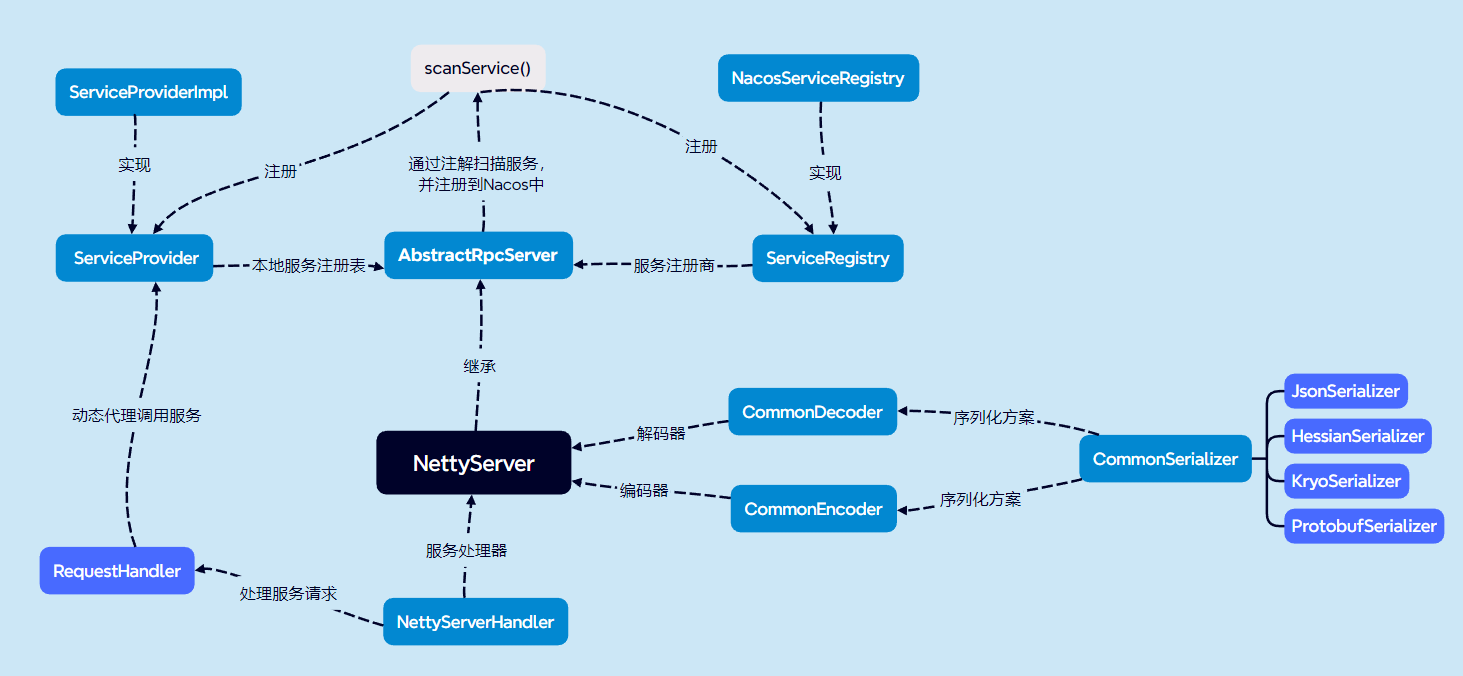 scanService()
NacosServiceRegistry
ServiceProviderImpl
实现
注册
通过注解扫描服务，
并注册到Nacos中
注册
实现
ServiceProvider
本地服务注册表
AbstractRpcServer
服务注册商
ServiceRegistry
继承
动态代理调用服务
NettyServer
解码器
编码器
CommonDecoder
CommonEncoder
序列化方案
序列化方案
CommonSerializer
JsonSerializer
HessianSerializer
KryoSerializer
ProtobufSerializer
服务处理器
RequestHandler
处理服务请求
NettyServerHandler